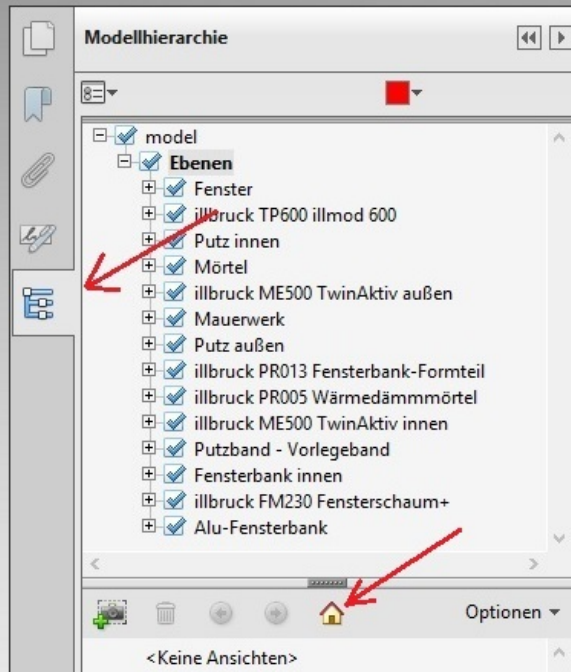 Modellhierarchie
model
Ebenen
Fenster
illbruck TP600 illmod 600
Putz innen
Mörtel
illbruck ME500 TwinAktiv außen
Mauerwerk
Putz außen
illbruck PR013 Fensterbank-Formteil
illbruck PR005 Wärmedämmmörtel
illbruck ME500 TwinAktiv innen
Putzband - Vorlegeband
Fensterbank innen
illbruck FM230 Fensterschaum+
Alu-Fensterbank
Optionen
<Keine Ansichten>